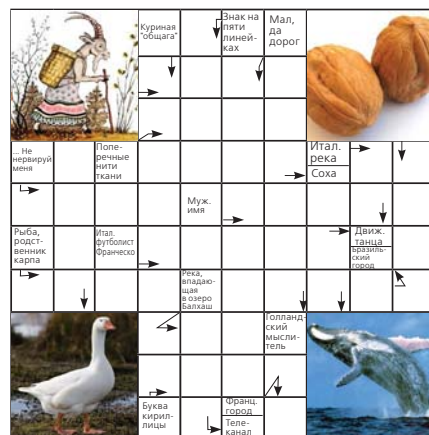 Куриная
"общага"
Знак на
пяти
линей-
ках
Мал,
да
дорог
... Не
нервируй
меня
Попе-
речные
нити
ткани
Итал.
река
Соха
Муж.
имя
Рыба,
родст-
венник
карпа
Итал.
футболист
Франческо
Движ.
танца
Бразиль-
ский
город
Река,
впадаю-
щая
в озеро
Балхаш
Голланд-
ский
мысли-
тель
Буква
кирил-
лицы
Франц.
город
Теле-
канал